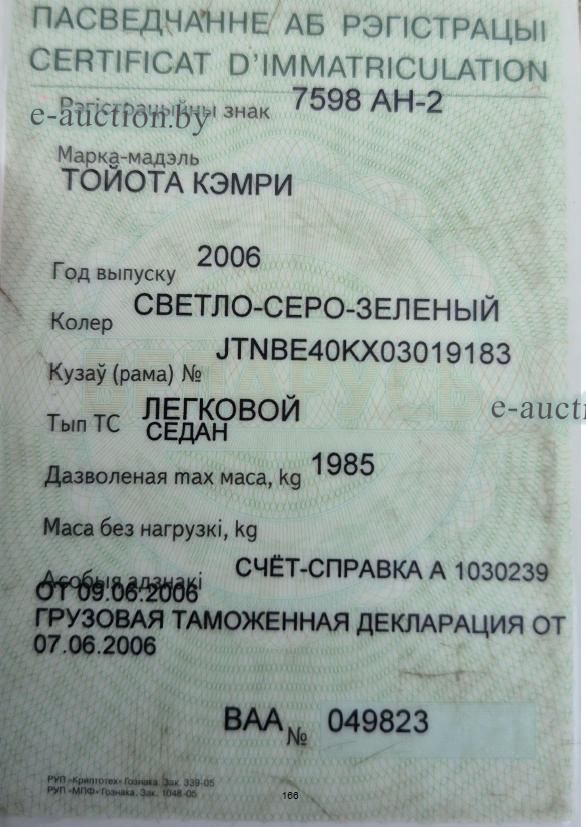 ПАСВЕДЧАННЕ АБ РЭГІСТРАЦЫІ
CERTIFICAT D'IMMATRICULATION
Рэгістрацыйны знак 7598 АН-2
e-auction.by
Марка-мадэль
ТОЙОТА КЭМРИ
2006
Год выпуску
Колер СВЕТЛО-СЕРО-ЗЕЛЕНЫЙ
JTNBE40KX03019183
Кузаў (рама) №
Тып ТС ЛЕГКОВОЙ
СЕДАН
e-aucti
Дазволеная max маса, kg 1985
Маса без нагрузкі, kg
Асобыя адзнакі СЧЁТ-СПРАВКА А 1030239
ОТ 09.06.2006
ГРУЗОВАЯ ТАМОЖЕННАЯ ДЕКЛАРАЦИЯ ОТ
07.06.2006
ВАА № 049823
РУП «Криптотех» Гознака. Зак. 339-05
РУП «МПФ» Гознака. Зак. 1048-05
166